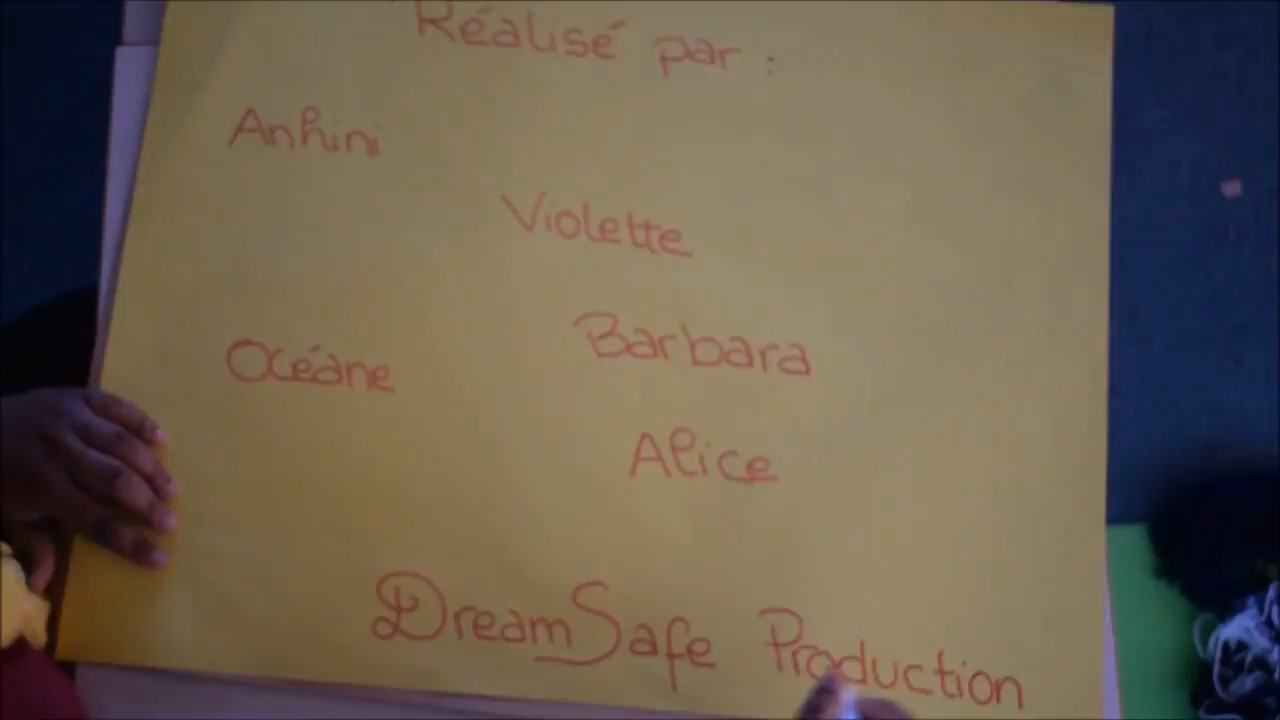 Réalisé par :
Anhini
Violette
Barbara
Océane
Alice
DreamSafe Production